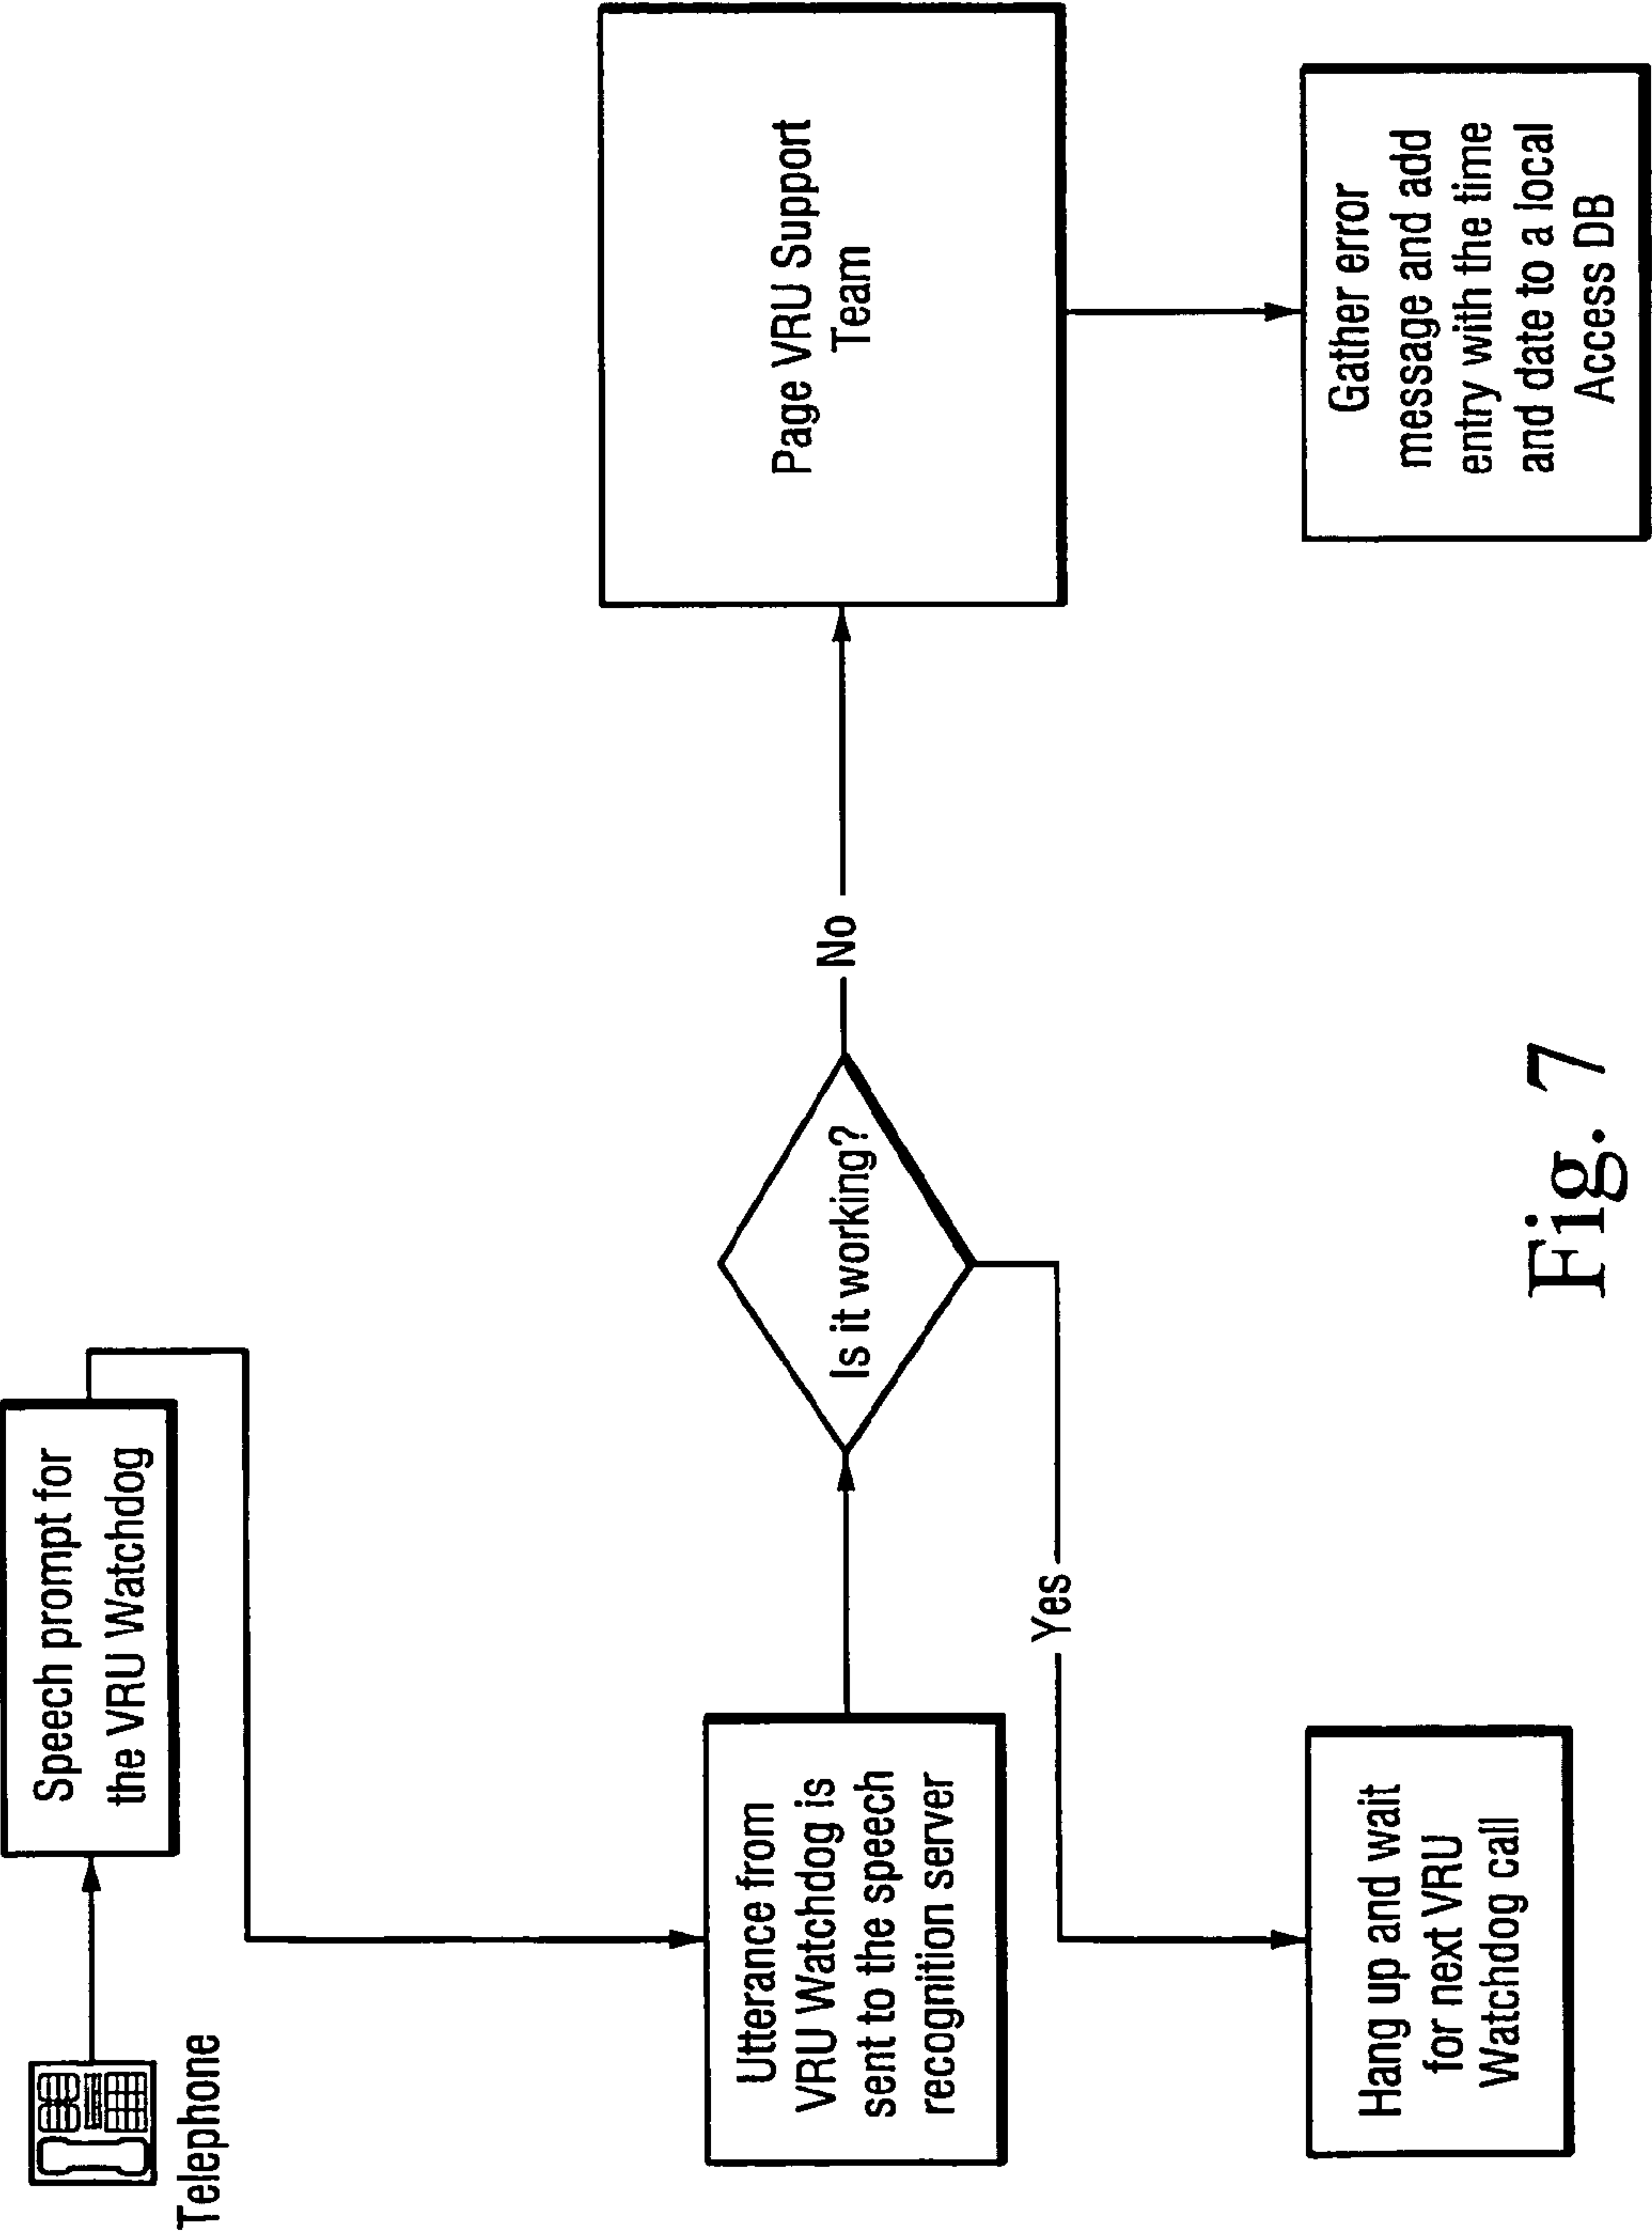 Telephone
Speech prompt for
the VRU Watchdog
Utterance from
VRU Watchdog is
sent to the speech
recognition server
Is it working?
No
Page VRU Support
Team
Yes
Hang up and wait
for next VRU
Watchdog call
Gather error
message and add
entry with the time
and date to a local
Access DB
Fig. 7